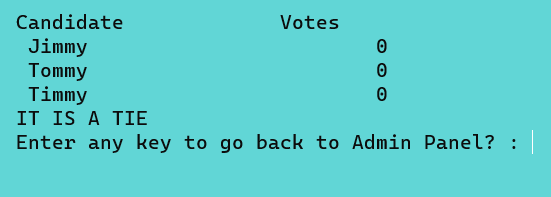 Candidate Votes
Jimmy 0
Tommy 0
Timmy 0
IT IS A TIE
Enter any key to go back to Admin Panel? :